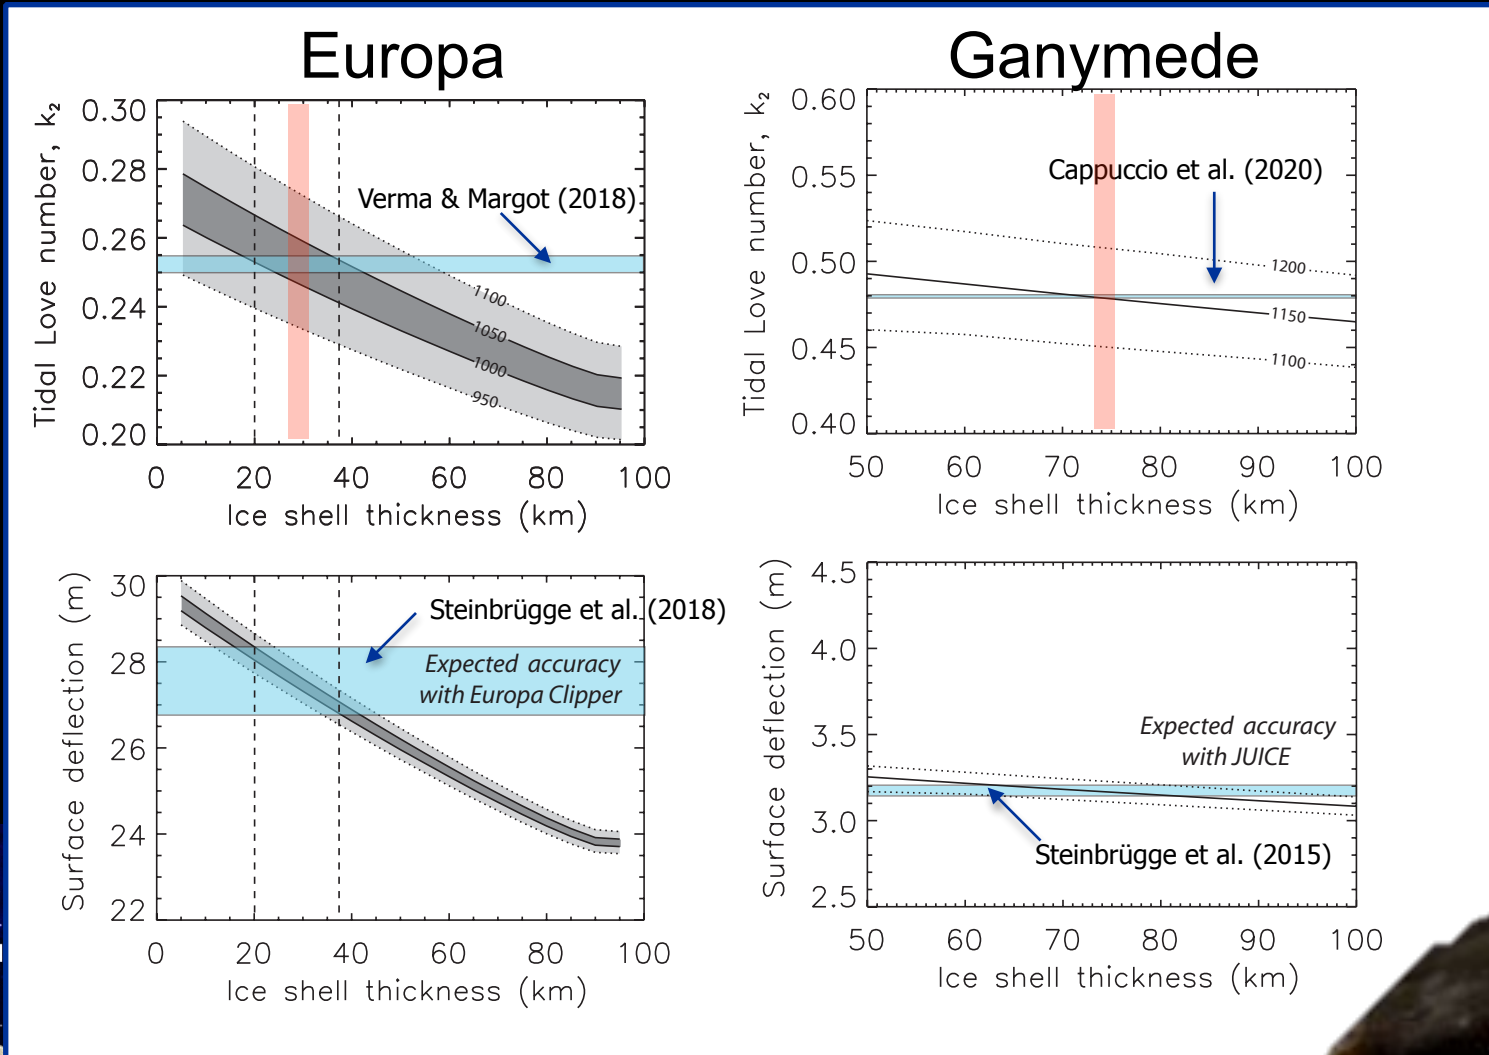 Europa
Tidal Love number, k₂
0.30
0.28
0.26
0.24
0.22
0.20
Verma & Margot (2018)
1100
1050
1000
950
0 20 40 60 80 100
Ice shell thickness (km)
Ganymede
Tidal Love number, k₂
0.60
0.55
0.50
0.45
0.40
Cappuccio et al. (2020)
1200
1150
1100
50 60 70 80 90 100
Ice shell thickness (km)
Surface deflection (m)
30
28
26
24
22
Steinbrügge et al. (2018)
Expected accuracy
with Europa Clipper
0 20 40 60 80 100
Ice shell thickness (km)
Surface deflection (m)
4.5
4.0
3.5
3.0
2.5
Expected accuracy
with JUICE
Steinbrügge et al. (2015)
50 60 70 80 90 100
Ice shell thickness (km)